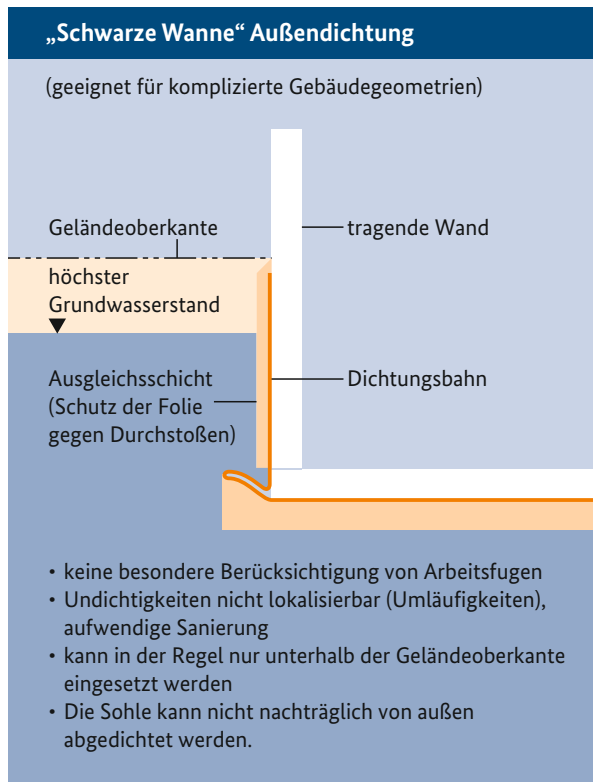 „Schwarze Wanne“ Außendichtung
(geeignet für komplizierte Gebäudegeometrien)
Geländeoberkante
tragende Wand
höchster
Grundwasserstand
Ausgleichsschicht
(Schutz der Folie
gegen Durchstoßen)
Dichtungsbahn
• keine besondere Berücksichtigung von Arbeitsfugen
• Undichtigkeiten nicht lokalisierbar (Umläufigkeiten),
aufwendige Sanierung
• kann in der Regel nur unterhalb der Geländeoberkante
eingesetzt werden
• Die Sohle kann nicht nachträglich von außen
abgedichtet werden.